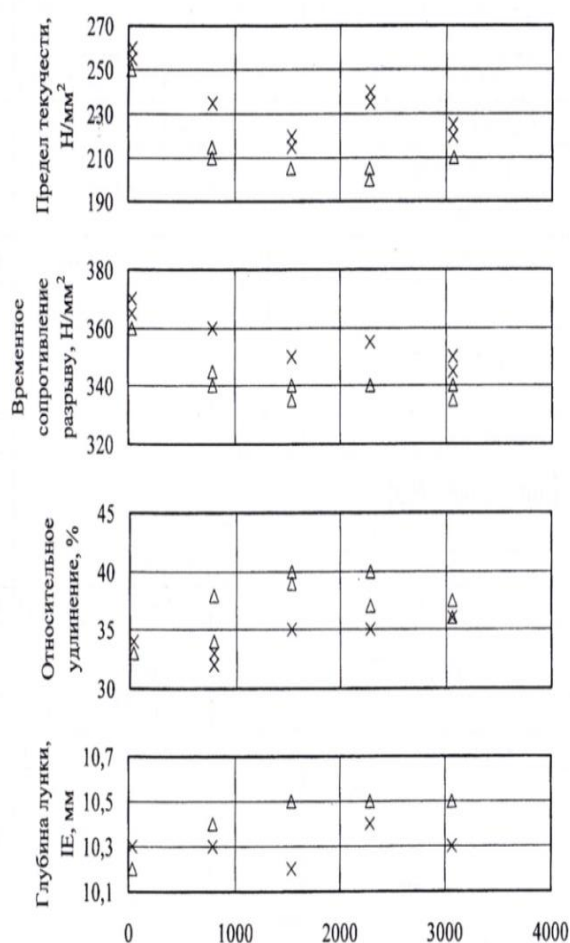 Предел текучести,
Н/мм²
270
250
230
210
190
Временное
сопротивление
разрыву, Н/мм²
380
360
340
320
Относительное
удлинение, %
45
40
35
30
Глубина лунки,
IE, мм
10,7
10,5
10,3
10,1
0 1000 2000 3000 4000